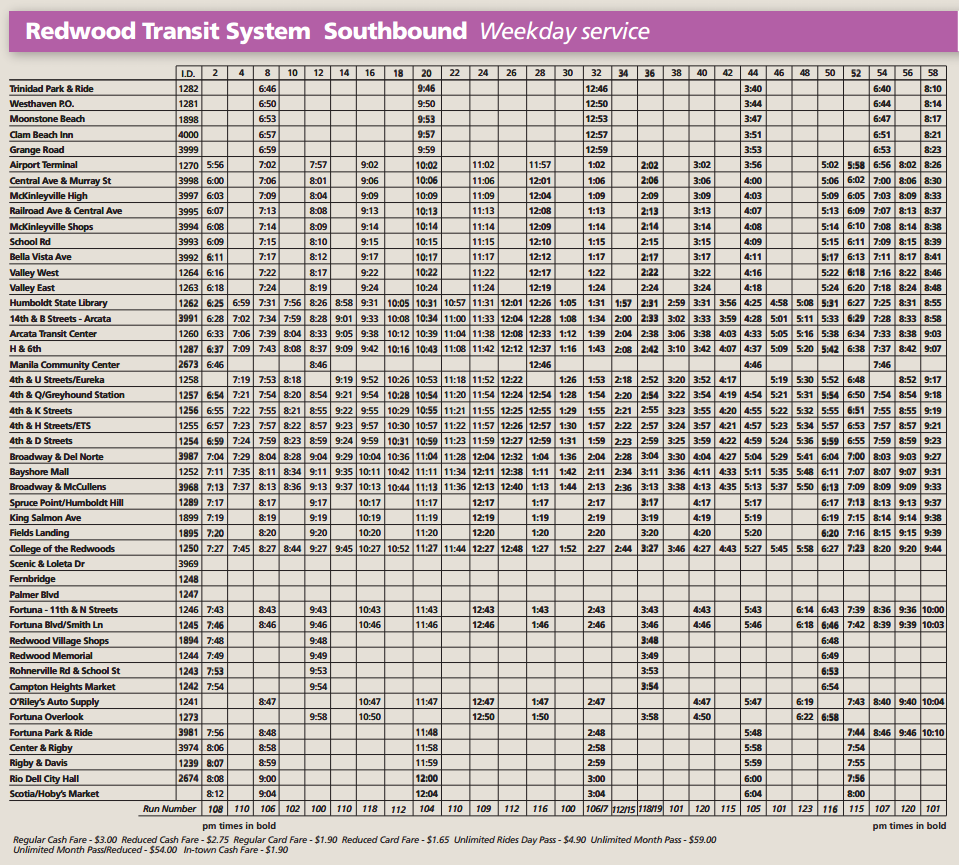 Redwood Transit System Southbound Weekday service
I.D. 2 4 8 10 12 14 16 18 20 22 24 26 28 30 32 34 36 38 40 42 44 46 48 50 52 54 56 58
Trinidad Park & Ride 1282 6:46 9:46 12:46 3:40 6:40 8:10
Westhaven P.O. 1281 6:50 9:50 12:50 3:44 6:44 8:14
Moonstone Beach 1898 6:53 9:53 12:53 3:47 6:47 8:17
Clam Beach Inn 4000 6:57 9:57 12:57 3:51 6:51 8:21
Grange Road 3999 6:59 9:59 12:59 3:53 6:53 8:23
Airport Terminal 1270 5:56 7:02 7:57 9:02 10:02 11:02 11:57 1:02 2:02 3:02 3:56 5:02 5:58 6:56 8:02 8:26
Central Ave & Murray St 3998 6:00 7:06 8:01 9:06 10:06 11:06 12:01 1:06 2:06 3:06 4:00 5:06 6:02 7:00 8:06 8:30
McKinleyville High 3997 6:03 7:09 8:04 9:09 10:09 11:09 12:04 1:09 2:09 3:09 4:03 5:09 6:05 7:03 8:09 8:33
Railroad Ave & Central Ave 3995 6:07 7:13 8:08 9:13 10:13 11:13 12:08 1:13 2:13 3:13 4:07 5:13 6:09 7:07 8:13 8:37
McKinleyville Shops 3994 6:08 7:14 8:09 9:14 10:14 11:14 12:09 1:14 2:14 3:14 4:08 5:14 6:10 7:08 8:14 8:38
School Rd 3993 6:09 7:15 8:10 9:15 10:15 11:15 12:10 1:15 2:15 3:15 4:09 5:15 6:11 7:09 8:15 8:39
Bella Vista Ave 3992 6:11 7:17 8:12 9:17 10:17 11:17 12:12 1:17 2:17 3:17 4:11 5:17 6:13 7:11 8:17 8:41
Valley West 1264 6:16 7:22 8:17 9:22 10:22 11:22 12:17 1:22 2:22 3:22 4:16 5:22 6:18 7:16 8:22 8:46
Valley East 1263 6:18 7:24 8:19 9:24 10:24 11:24 12:19 1:24 2:24 3:24 4:18 5:24 6:20 7:18 8:24 8:48
Humboldt State Library 1262 6:25 6:59 7:31 7:56 8:26 8:58 9:31 10:05 10:31 10:57 11:31 12:01 12:26 1:05 1:31 1:57 2:31 2:59 3:31 3:56 4:25 4:58 5:08 5:31 6:27 7:25 8:31 8:55
14th & B Streets - Arcata 3991 6:28 7:02 7:34 7:59 8:28 9:01 9:33 10:08 10:34 11:00 11:33 12:04 12:28 1:08 1:34 2:00 2:33 3:02 3:33 3:59 4:28 5:01 5:11 5:33 6:29 7:28 8:33 8:58
Arcata Transit Center 1260 6:33 7:06 7:39 8:04 8:33 9:05 9:38 10:12 10:39 11:04 11:38 12:08 12:33 1:12 1:39 2:04 2:38 3:06 3:38 4:03 4:33 5:05 5:16 5:38 6:34 7:33 8:38 9:03
H & 6th 1287 6:37 7:09 7:43 8:08 8:37 9:09 9:42 10:16 10:43 11:08 11:42 12:12 12:37 1:16 1:43 2:08 2:42 3:10 3:42 4:07 4:37 5:09 5:20 5:42 6:38 7:37 8:42 9:07
Manila Community Center 2673 6:46 8:46 12:46 4:46 7:46
4th & U Streets/Eureka 1258 7:19 7:53 8:18 9:19 9:52 10:26 10:53 11:18 11:52 12:22 1:26 1:53 2:18 2:52 3:20 3:52 4:17 5:19 5:30 5:52 6:48 8:52 9:17
4th & Q/Greyhound Station 1257 6:54 7:21 7:54 8:20 8:54 9:21 9:54 10:28 10:54 11:20 11:54 12:24 12:54 1:28 1:54 2:20 2:54 3:22 3:54 4:19 4:54 5:21 5:31 5:54 6:50 7:54 8:54 9:18
4th & K Streets 1256 6:55 7:22 7:55 8:21 8:55 9:22 9:55 10:29 10:55 11:21 11:55 12:25 12:55 1:29 1:55 2:21 2:55 3:23 3:55 4:20 4:55 5:22 5:32 5:55 6:51 7:55 8:55 9:19
4th & H Streets/ETS 1255 6:57 7:23 7:57 8:22 8:57 9:23 9:57 10:30 10:57 11:22 11:57 12:26 12:57 1:30 1:57 2:22 2:57 3:24 3:57 4:21 4:57 5:23 5:34 5:57 6:53 7:57 8:57 9:21
4th & D Streets 1254 6:59 7:24 7:59 8:23 8:59 9:24 9:59 10:31 10:59 11:23 11:59 12:27 12:59 1:31 1:59 2:23 2:59 3:25 3:59 4:22 4:59 5:24 5:36 5:59 6:55 7:59 8:59 9:23
Broadway & Del Norte 3987 7:04 7:29 8:04 8:28 9:04 9:29 10:04 10:36 11:04 11:28 12:04 12:32 1:04 1:36 2:04 2:28 3:04 3:30 4:04 4:27 5:04 5:29 5:41 6:04 7:00 8:03 9:03 9:27
Bayshore Mall 1252 7:11 7:35 8:11 8:34 9:11 9:35 10:11 10:42 11:11 11:34 12:11 12:38 1:11 1:42 2:11 2:34 3:11 3:36 4:11 4:33 5:11 5:35 5:48 6:11 7:07 8:07 9:07 9:31
Broadway & McCullens 3968 7:13 7:37 8:13 8:36 9:13 9:37 10:13 10:44 11:13 11:36 12:13 12:40 1:13 1:44 2:13 2:36 3:13 3:38 4:13 4:35 5:13 5:37 5:50 6:13 7:09 8:09 9:09 9:33
Spruce Point/Humboldt Hill 1289 7:17 8:17 9:17 10:17 11:17 12:17 1:17 2:17 3:17 4:17 5:17 6:17 7:13 8:13 9:13 9:37
King Salmon Ave 1899 7:19 8:19 9:19 10:19 11:19 12:19 1:19 2:19 3:19 4:19 5:19 6:19 7:15 8:14 9:14 9:38
Fields Landing 1895 7:20 8:20 9:20 10:20 11:20 12:20 1:20 2:20 3:20 4:20 5:20 6:20 7:16 8:15 9:15 9:39
College of the Redwoods 1250 7:27 7:45 8:27 8:44 9:27 9:45 10:27 10:52 11:27 11:44 12:27 12:48 1:27 1:52 2:27 2:44 3:27 3:46 4:27 4:43 5:27 5:45 5:58 6:27 7:23 8:20 9:20 9:44
Scenic & Loleta Dr 3969
Fernbridge 1248
Palmer Blvd 1247
Fortuna - 11th & N Streets 1246 7:43 8:43 9:43 10:43 11:43 12:43 1:43 2:43 3:43 4:43 5:43 6:14 6:43 7:39 8:36 9:36 10:00
Fortuna Blvd/Smith Ln 1245 7:46 8:46 9:46 10:46 11:46 12:46 1:46 2:46 3:46 4:46 5:46 6:18 6:46 7:42 8:39 9:39 10:03
Redwood Village Shops 1894 7:48 9:48 3:48 6:48
Redwood Memorial 1244 7:49 9:49 3:49 6:49
Rohnerville Rd & School St 1243 7:53 9:53 3:53 6:53
Campton Heights Market 1242 7:54 9:54 3:54 6:54
O'Riley's Auto Supply 1241 8:47 10:47 11:47 12:47 1:47 2:47 4:47 5:47 6:19 7:43 8:40 9:40 10:04
Fortuna Overlook 1273 9:58 10:50 12:50 1:50 3:58 4:50 6:22 6:58
Fortuna Park & Ride 3981 7:56 8:48 11:48 2:48 5:48 7:44 8:46 9:46 10:10
Center & Rigby 3974 8:06 8:58 11:58 2:58 5:58 7:54
Rigby & Davis 1239 8:07 8:59 11:59 2:59 5:59 7:55
Rio Dell City Hall 2674 8:08 9:00 12:00 3:00 6:00 7:56
Scotia/Hoby's Market 8:12 9:04 12:04 3:04 6:04 8:00
Run Number 108 110 106 102 100 110 118 112 104 110 109 112 116 100 106/7 112/15 118/19 101 120 115 105 101 123 116 115 107 120 101
pm times in bold pm times in bold
Regular Cash Fare - $3.00 Reduced Cash Fare - $2.75 Regular Card Fare - $1.90 Reduced Card Fare - $1.65 Unlimited Rides Day Pass - $4.90 Unlimited Month Pass - $59.00
Unlimited Month Pass/Reduced - $54.00 In-town Cash Fare - $1.90